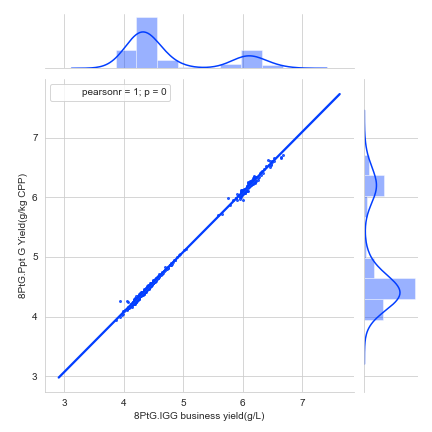 pearsonr = 1; p = 0
7
6
5
4
3
8PtG.Ppt G Yield(g/kg CPP)
3 4 5 6 7
8PtG.IGG business yield(g/L)